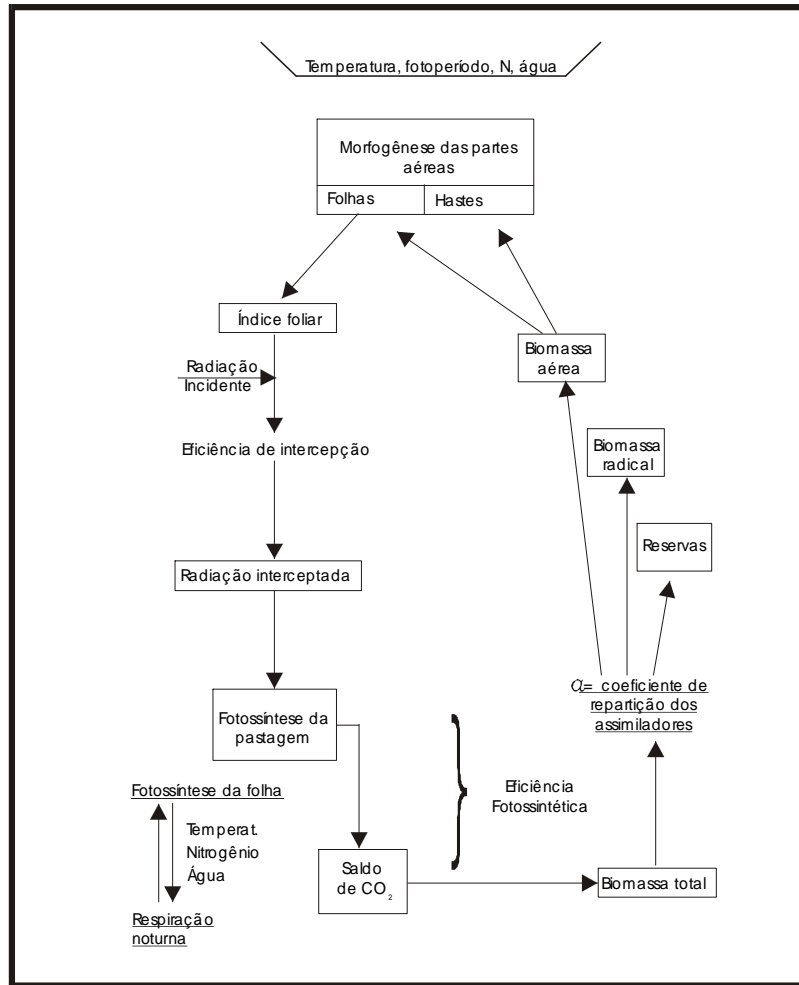 Temperatura, fotoperíodo, N, água
Morfogênese das partes
aéreas
Folhas
Hastes
Índice foliar
Radiação
Incidente
Biomassa
aérea
Eficiência de intercepção
Biomassa
radical
Reservas
Radiação interceptada
α= coeficiente de
repartição dos
assimiladores
Fotossíntese da
pastagem
Eficiência
Fotossintética
Fotossíntese da folha
Temperat.
Nitrogênio
Água
Respiração
noturna
Saldo
de CO₂
Biomassa total